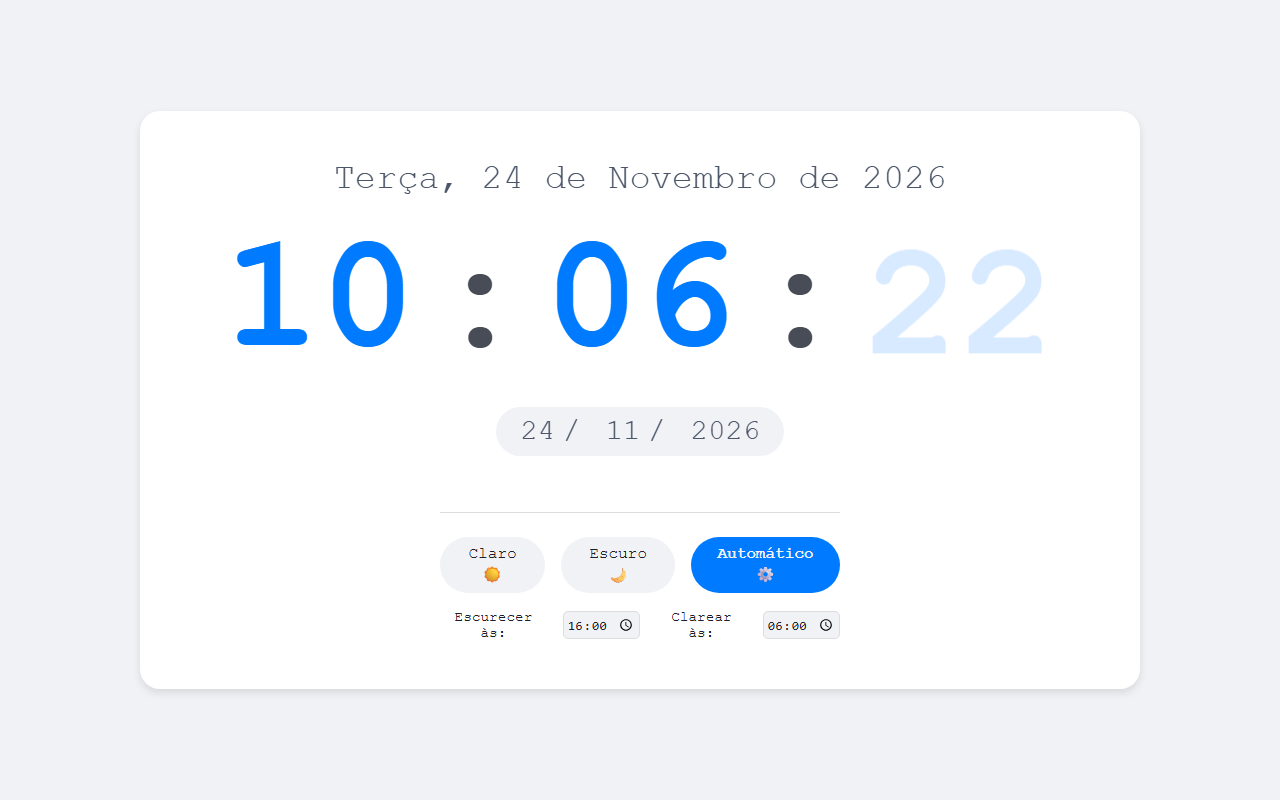 Terça, 24 de Novembro de 2026
10:06:22
24/ 11/ 2026
Claro 🌞 Escuro 🌙 Automático ⚙️
Escurecer às: 16:00 Clarear às: 06:00